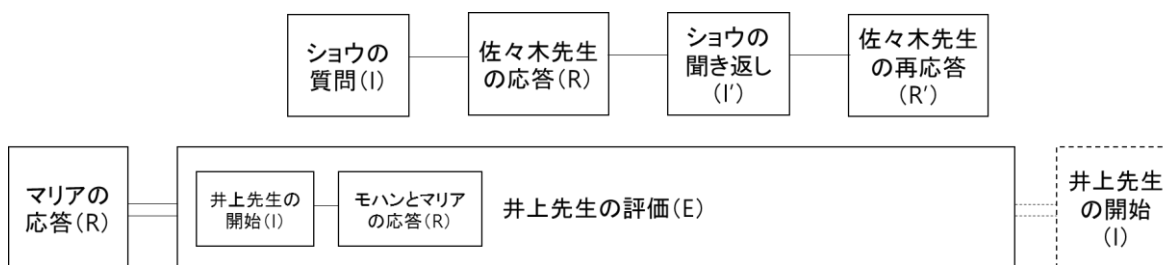 ショウの
質問(I)
佐々木先生
の応答(R)
ショウの
聞き返し
(I’)
佐々木先生
の再応答
(R’)
マリアの
応答(R)
井上先生の
開始(I)
モハンとマリア
の応答(R)
井上先生の評価(E)
井上先生
の開始
(I)